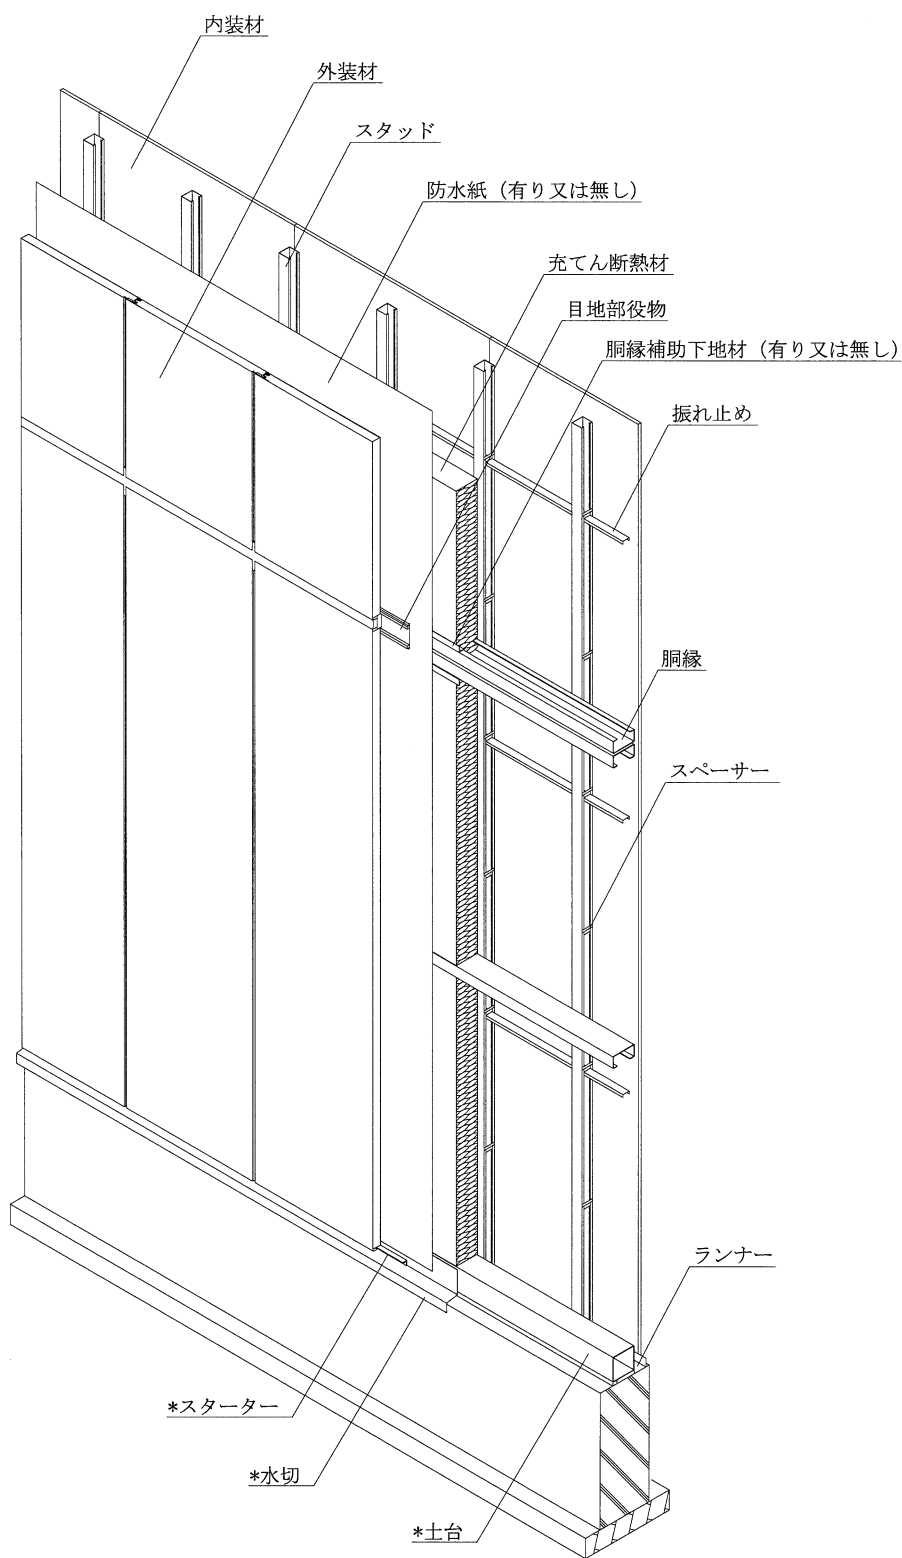 内装材
外装材
スタッド
防水紙（有り又は無し）
充てん断熱材
目地部役物
胴縁補助下地材（有り又は無し）
振れ止め
胴縁
スペーサー
ランナー
*スターター
*水切
*土台